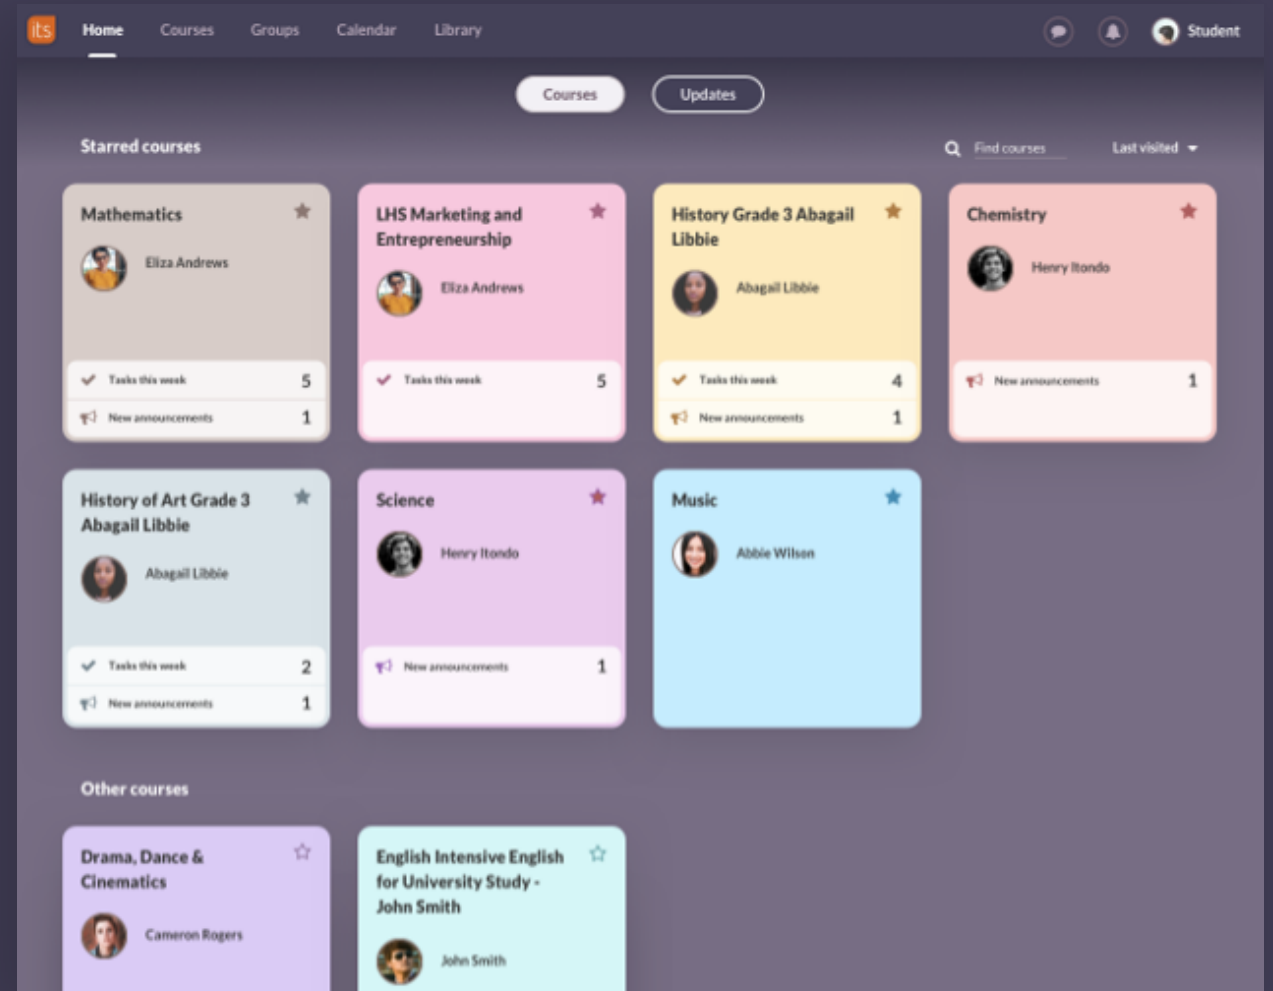 its
Home
Courses
Groups
Calendar
Library
Student
Courses
Updates
Starred courses
Find courses
Last visited
Mathematics
Eliza Andrews
Tasks this week 5
New announcements 1
LHS Marketing and
Entrepreneurship
Eliza Andrews
Tasks this week 5
History Grade 3 Abagail
Libbie
Abagail Libbie
Tasks this week 4
New announcements 1
Chemistry
Henry Itondo
New announcements 1
History of Art Grade 3
Abagail Libbie
Abagail Libbie
Tasks this week 2
New announcements 1
Science
Henry Itondo
New announcements 1
Music
Abbie Wilson
Other courses
Drama, Dance &
Cinematics
Cameron Rogers
English Intensive English
for University Study -
John Smith
John Smith